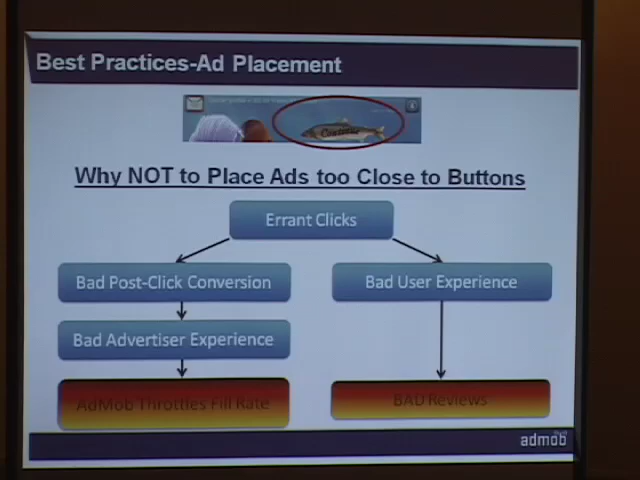 Best Practices-Ad Placement
Why NOT to Place Ads too Close to Buttons
Errant Clicks
Bad Post-Click Conversion
Bad User Experience
Bad Advertiser Experience
AdMob Throttles Fill Rate
BAD Reviews
admob